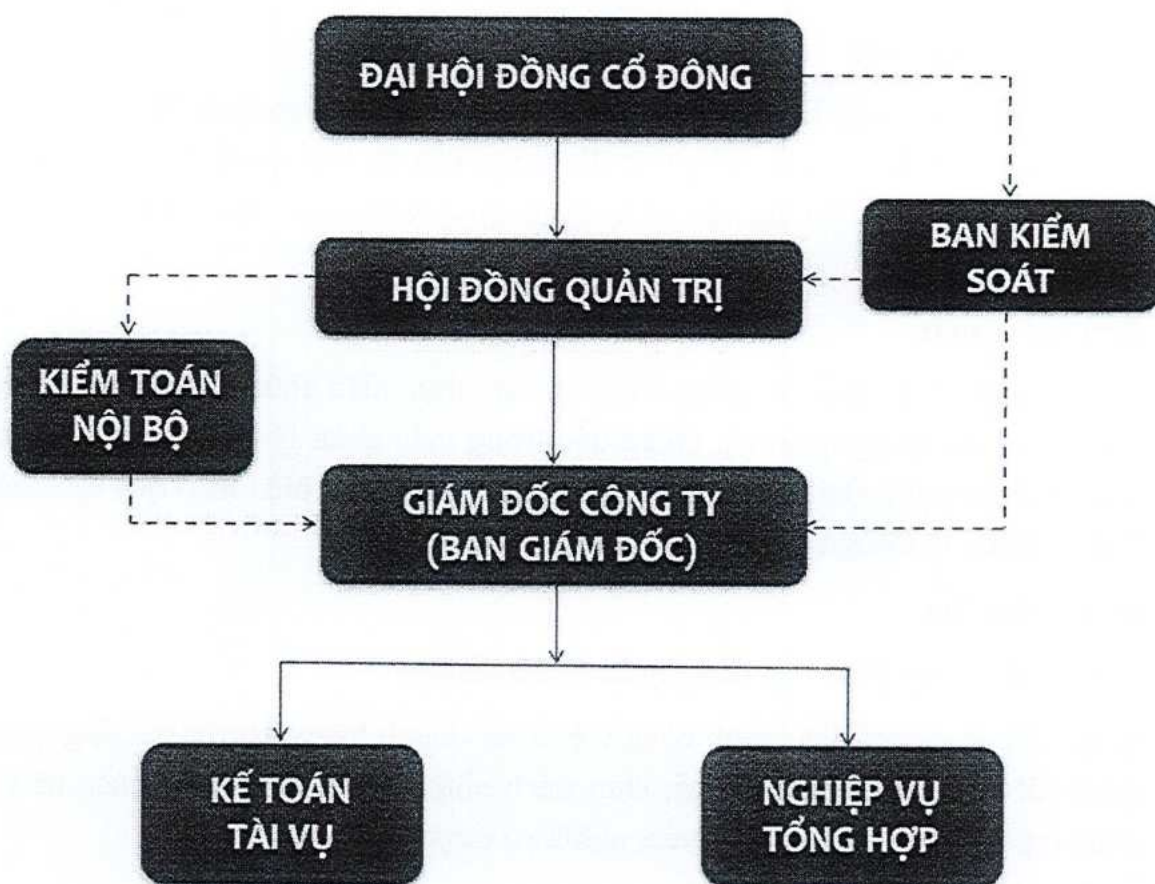 ĐẠI HỘI ĐỒNG CỔ ĐÔNG
BAN KIỂM
SOÁT
HỘI ĐỒNG QUẢN TRỊ
KIỂM TOÁN
NỘI BỘ
GIÁM ĐỐC CÔNG TY
(BAN GIÁM ĐỐC)
KẾ TOÁN
TÀI VỤ
NGHIỆP VỤ
TỔNG HỢP